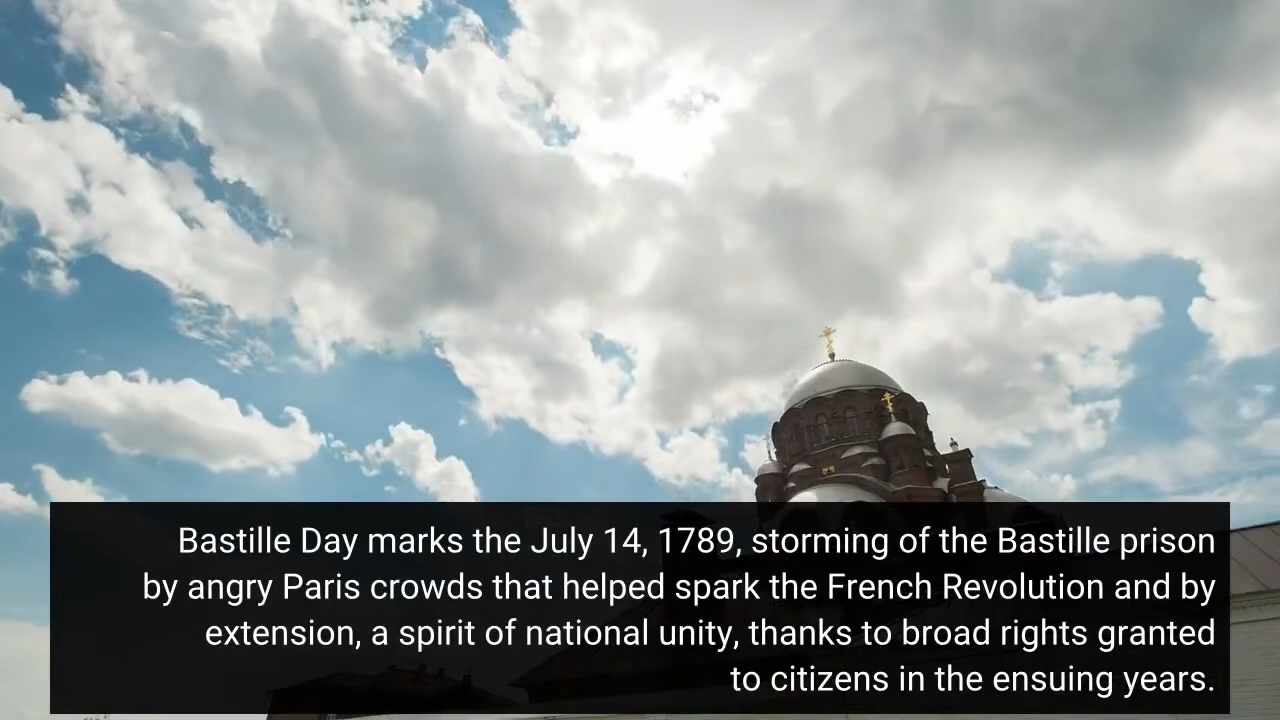 Bastille Day marks the July 14, 1789, storming of the Bastille prison
by angry Paris crowds that helped spark the French Revolution and by
extension, a spirit of national unity, thanks to broad rights granted
to citizens in the ensuing years.